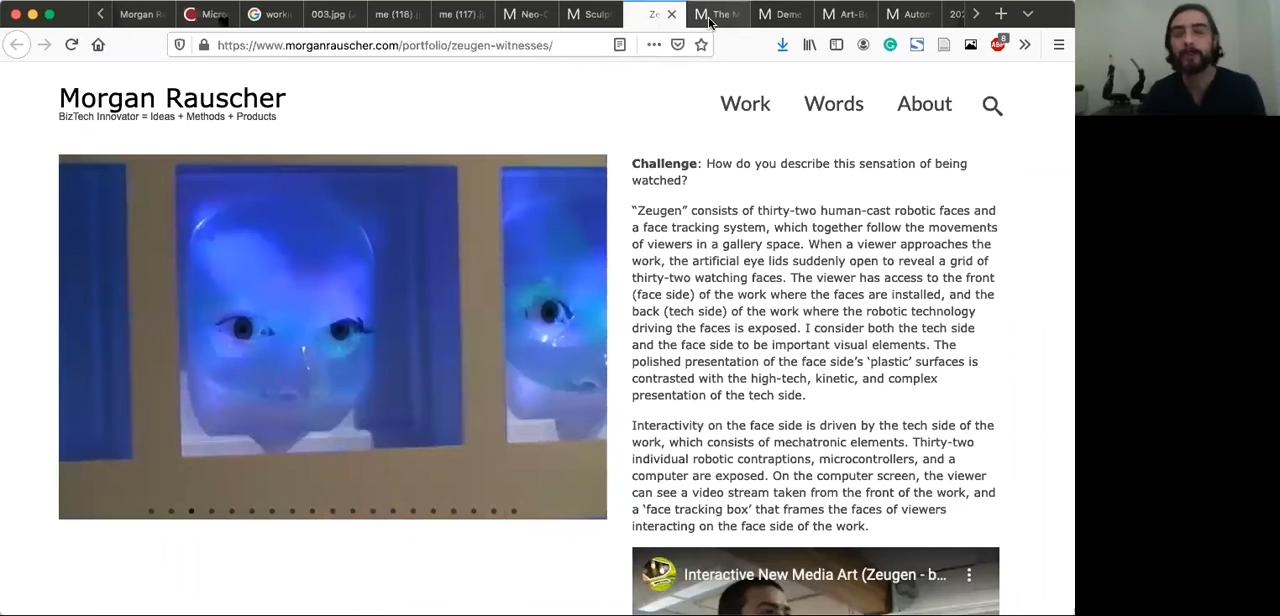 Morgan R
Micro
worki
003.jpg (
me (118).j
me (117).j
Neo-C
Sculp
Ze
The M
Deme
Art-B
Autom
202
https://www.morganrauscher.com/portfolio/zeugen-witnesses/
ABP
8
Morgan Rauscher
BizTech Innovator = Ideas + Methods + Products
Work
Words
About
Challenge: How do you describe this sensation of being
watched?
“Zeugen” consists of thirty-two human-cast robotic faces and
a face tracking system, which together follow the movements
of viewers in a gallery space. When a viewer approaches the
work, the artificial eye lids suddenly open to reveal a grid of
thirty-two watching faces. The viewer has access to the front
(face side) of the work where the faces are installed, and the
back (tech side) of the work where the robotic technology
driving the faces is exposed. I consider both the tech side
and the face side to be important visual elements. The
polished presentation of the face side’s ‘plastic’ surfaces is
contrasted with the high-tech, kinetic, and complex
presentation of the tech side.
Interactivity on the face side is driven by the tech side of the
work, which consists of mechatronic elements. Thirty-two
individual robotic contraptions, microcontrollers, and a
computer are exposed. On the computer screen, the viewer
can see a video stream taken from the front of the work, and
a ‘face tracking box’ that frames the faces of viewers
interacting on the face side of the work.
Interactive New Media Art (Zeugen - b...